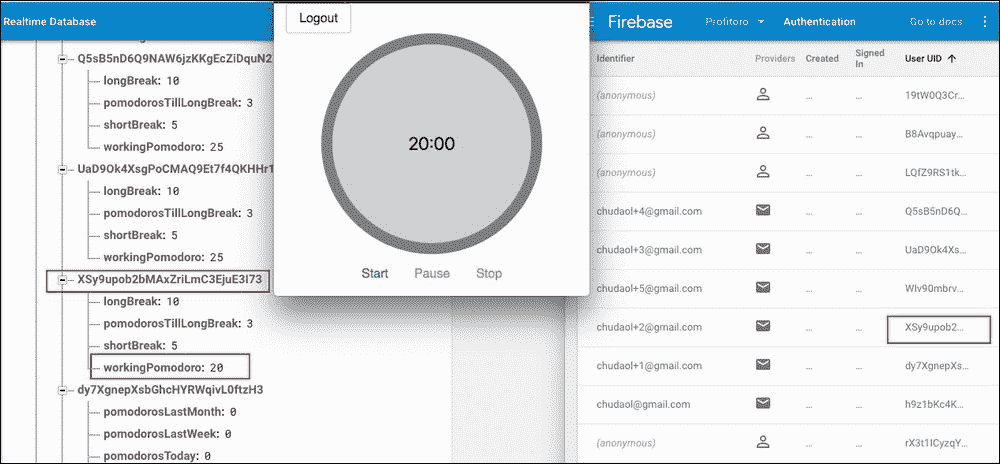 Realtime Database
Q5sB5nD6Q9NAW6jzKKgEcZiDquN2
longBreak: 10
pomodorosTillLongBreak: 3
shortBreak: 5
workingPomodoro: 25
UaD9Ok4XsgPoCMAQ9Et7f4QKHHr1
longBreak: 10
pomodorosTillLongBreak: 3
shortBreak: 5
workingPomodoro: 25
XSy9upob2bMAxZriLmC3EjuE3I73
longBreak: 10
pomodorosTillLongBreak: 3
shortBreak: 5
workingPomodoro: 20
dy7XgnepXsbGhcHYRWqivL0ftzH3
pomodorosLastMonth: 0
pomodorosLastWeek: 0
pomodorosToday: 0
Logout
20:00
Start Pause Stop
Firebase Profitoro Authentication Go to docs
Identifier Providers Created Signed In User UID
(anonymous) ... ... 19tW0Q3Cr...
(anonymous) ... ... B8Avqpuay...
(anonymous) ... ... LQfZ9RS1tk...
chudaol+4@gmail.com ... ... Q5sB5nD6Q...
chudaol+3@gmail.com ... ... UaD9Ok4Xs...
chudaol+5@gmail.com ... ... WIv90mbrv...
chudaol+2@gmail.com ... ... XSy9upob2...
chudaol+1@gmail.com ... ... dy7XgnepXs...
chudaol@gmail.com ... ... h9z1bKc4K...
(anonymous) ... ... rX3t1ICyzqY...